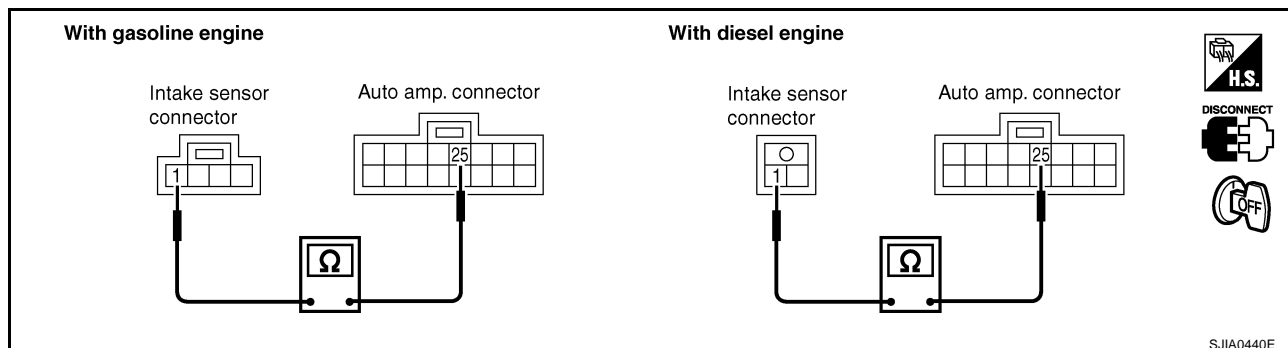 With gasoline engine
Intake sensor
connector
Auto amp. connector
1
25
Ω
With diesel engine
Intake sensor
connector
Auto amp. connector
1
25
Ω
H.S.
DISCONNECT
OFF
SJIA0440E